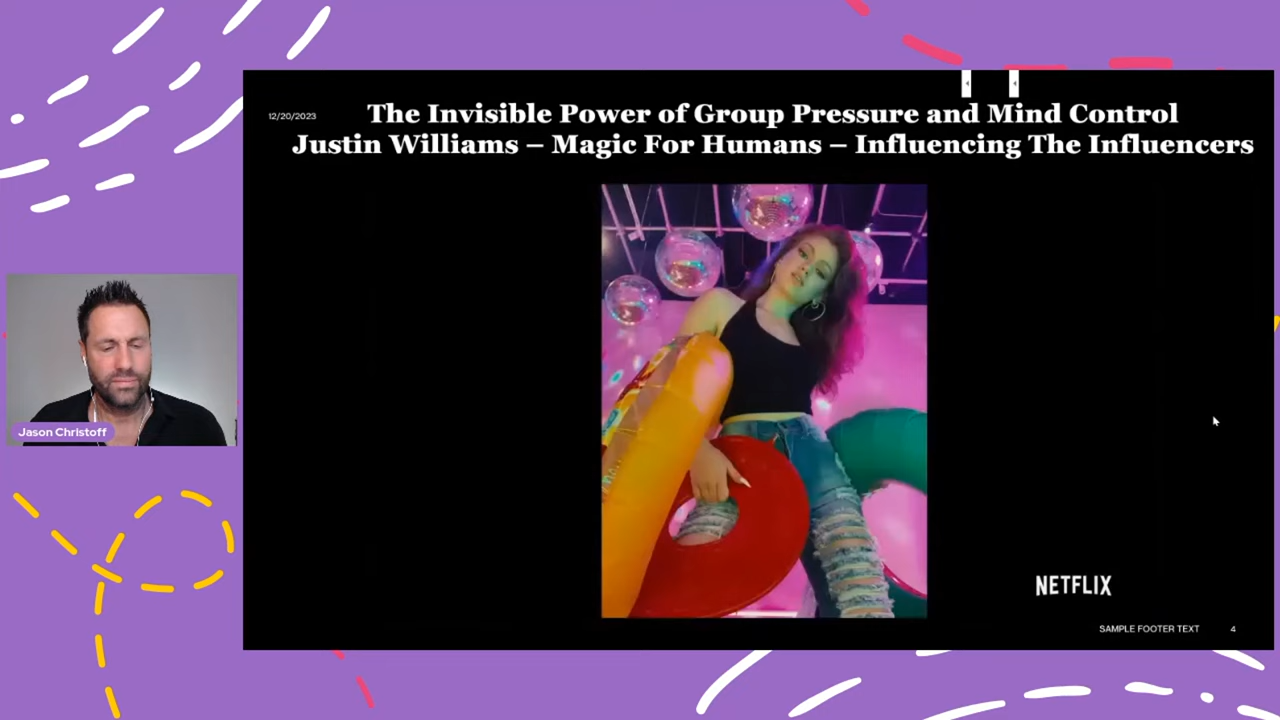 12/20/2023
The Invisible Power of Group Pressure and Mind Control
Justin Williams – Magic For Humans – Influencing The Influencers
Jason Christoff
NETFLIX
SAMPLE FOOTER TEXT 4